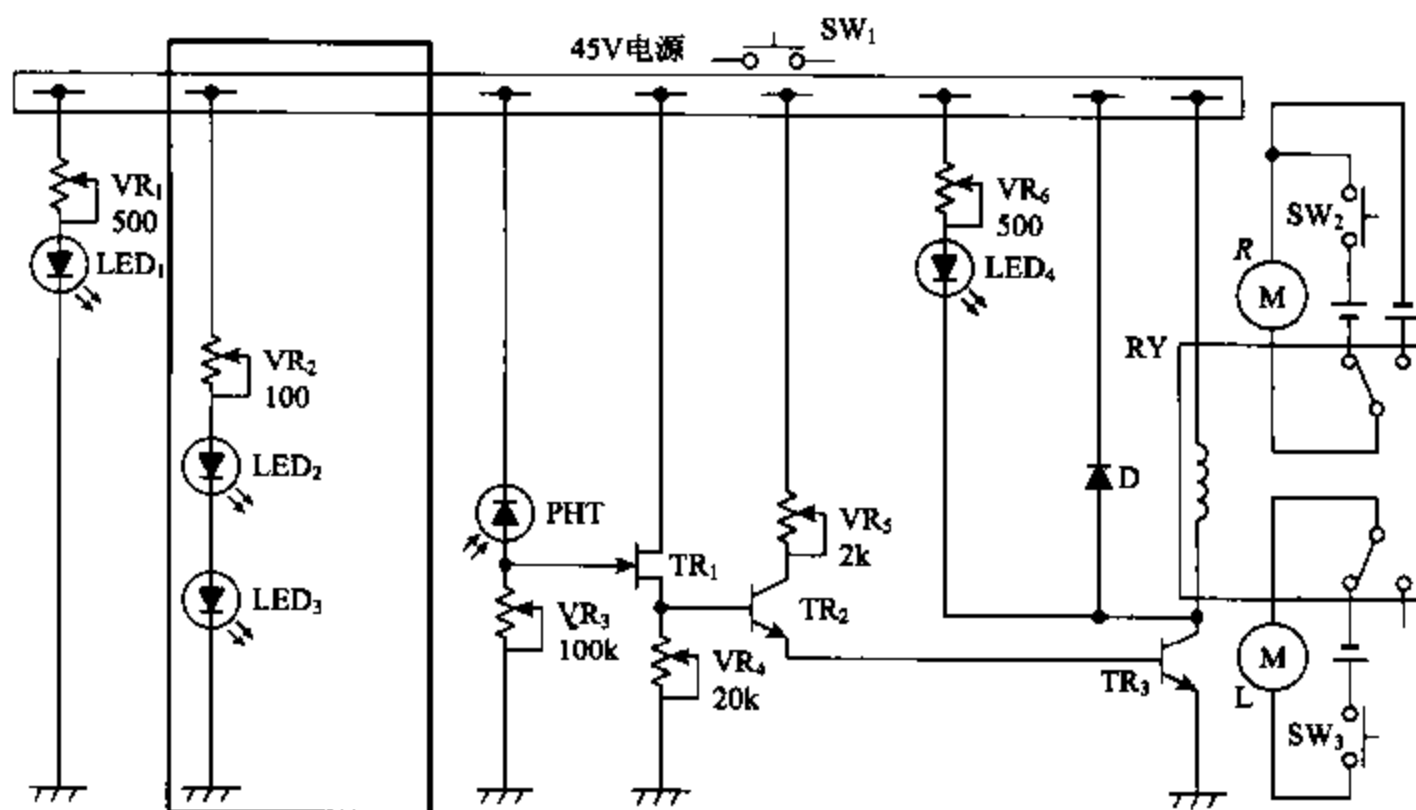 45V电源
SW₁
VR₁
500
LED₁
VR₂
100
LED₂
LED₃
PHT
VR₃
100k
TR₁
VR₄
20k
VR₅
2k
TR₂
VR₆
500
LED₄
D
TR₃
RY
R
M
SW₂
M
L
SW₃